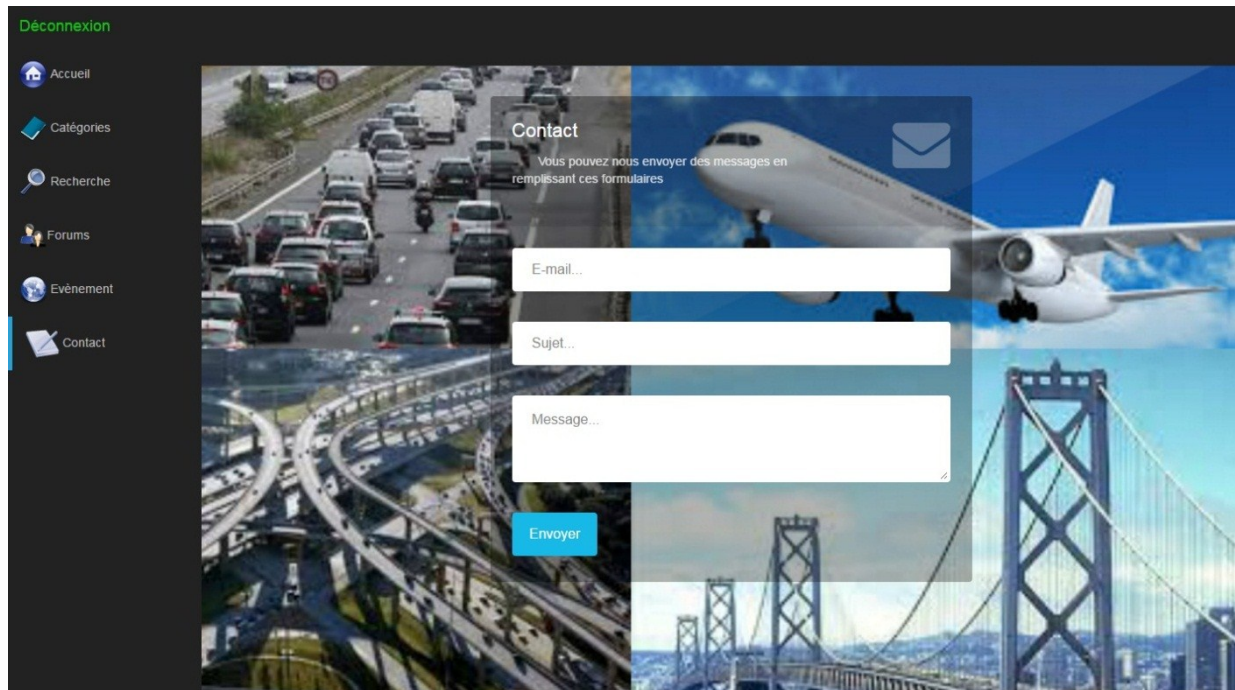 Déconnexion
Accueil
Catégories
Recherche
Forums
Evènement
Contact
Contact
Vous pouvez nous envoyer des messages en
remplissant ces formulaires
E-mail...
Sujet...
Message...
Envoyer